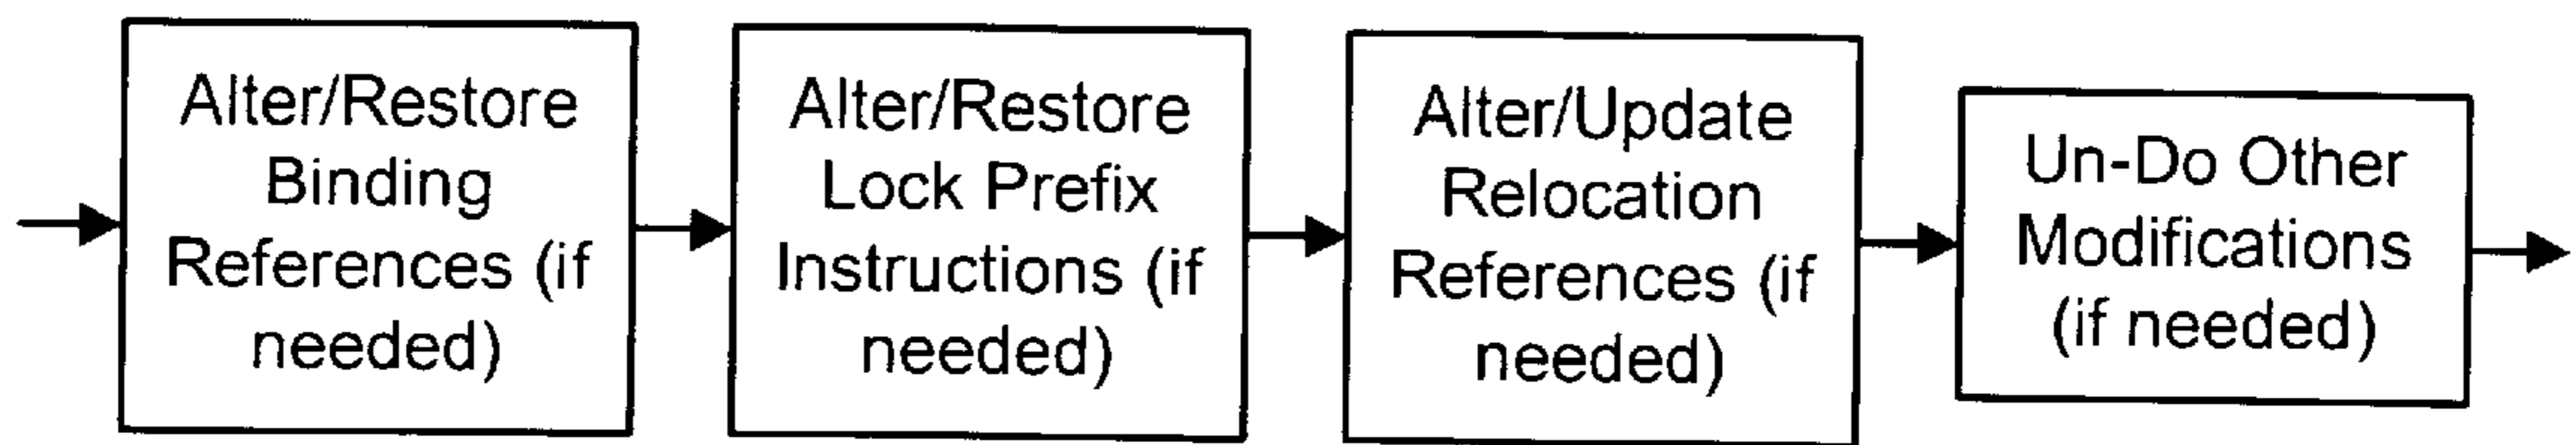 Alter/Restore
Binding
References (if
needed)
Alter/Restore
Lock Prefix
Instructions (if
needed)
Alter/Update
Relocation
References (if
needed)
Un-Do Other
Modifications
(if needed)